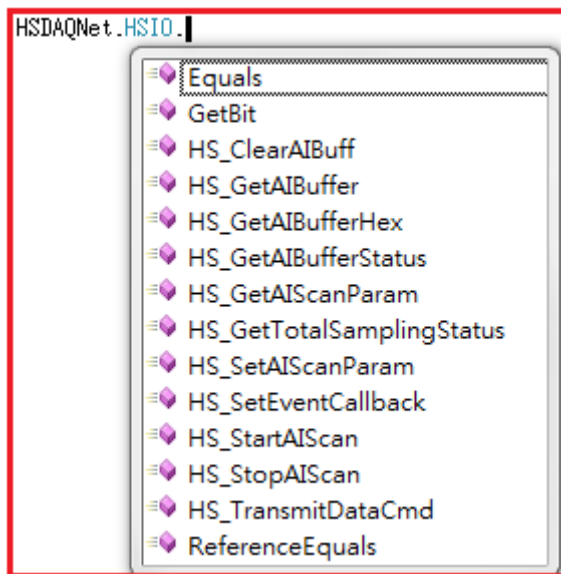 HSDAQNet.HSIO.
Equals
GetBit
HS_ClearAIBuff
HS_GetAIBuffer
HS_GetAIBufferHex
HS_GetAIBufferStatus
HS_GetAIScanParam
HS_GetTotalSamplingStatus
HS_SetAIScanParam
HS_SetEventCallback
HS_StartAIScan
HS_StopAIScan
HS_TransmitDataCmd
ReferenceEquals